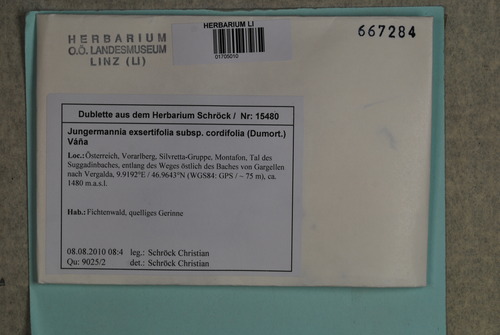 HERBARIUM LI
01705010
667284
HERBARIUM
O.Ö. LANDESMUSEUM
LINZ (LI)
Dublette aus dem Herbarium Schröck / Nr: 15480
Jungermannia exsertifolia subsp. cordifolia (Dumort.)
Váňa
Loc.: Österreich, Vorarlberg, Silvretta-Gruppe, Montafon, Tal des
Suggadinbaches, entlang des Weges östlich des Baches von Gargellen
nach Vergalda, 9.9192°E / 46.9643°N (WGS84: GPS / ~ 75 m), ca.
1480 m.a.s.l.
Hab.: Fichtenwald, quelliges Gerinne
08.08.2010 08:4 leg.: Schröck Christian
Qu: 9025/2 det.: Schröck Christian